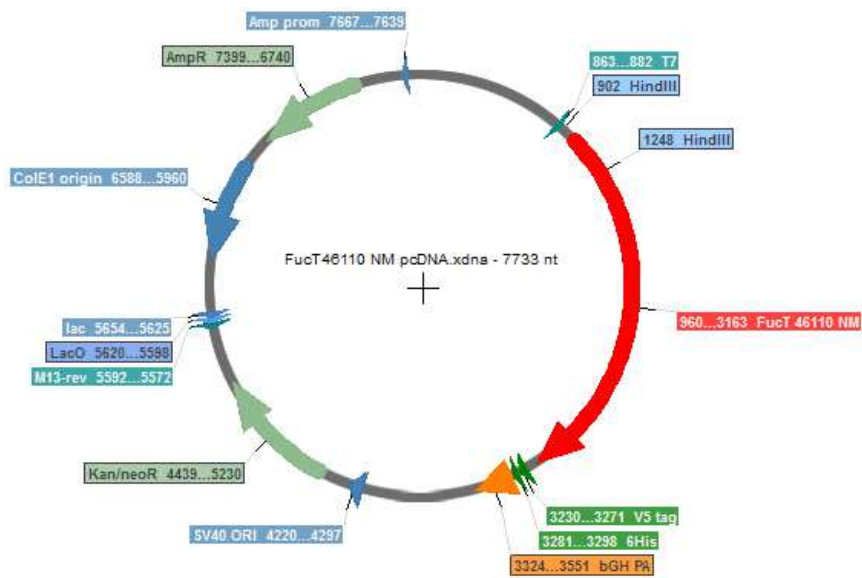 Amp prom 7667...7639
AmpR 7399...6740
863...882 T7
902 HindIII
1248 HindIII
ColE1 origin 6588...5960
FucT46110 NM pcDNA.xdna - 7733 nt
960...3163 FucT 46110 NM
lac 5654...5625
LacO 5620...5598
M13-rev 5592...5572
Kan/neoR 4439...5230
3230...3271 V5 tag
SV40 ORI 4220...4297
3281...3298 6His
3324...3551 bGH PA